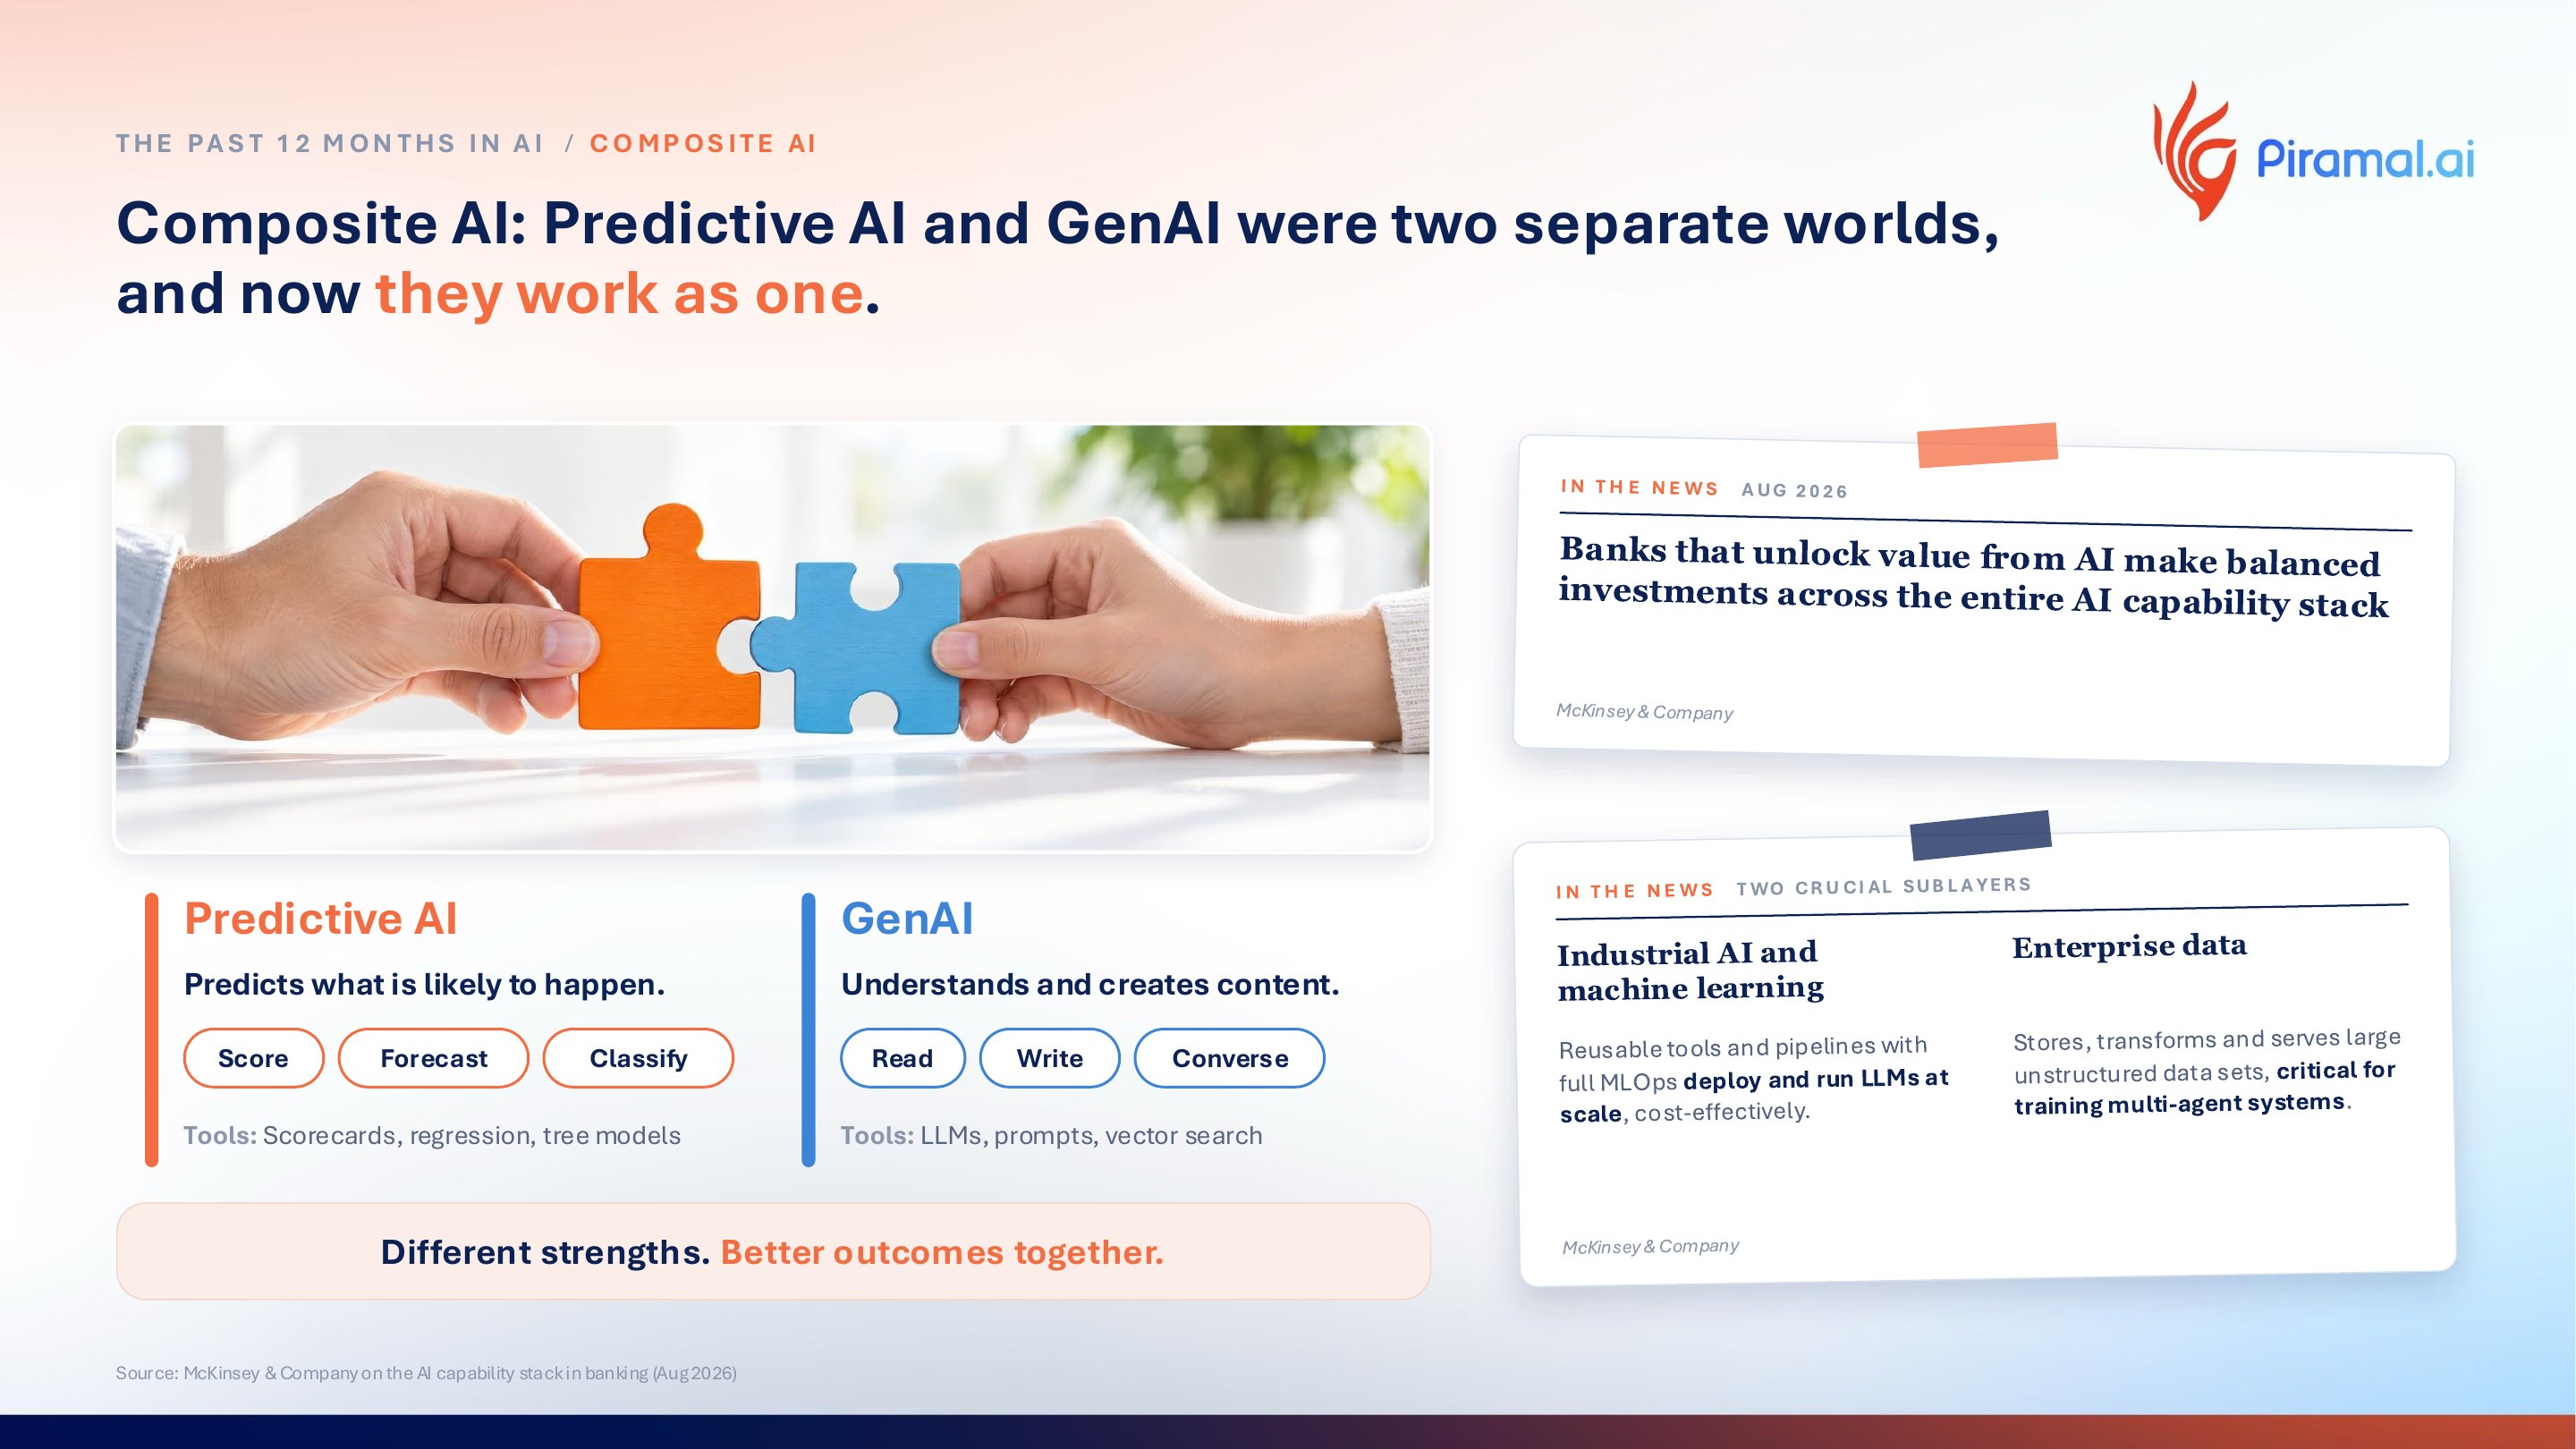 THE PAST 12 MONTHS IN AI / COMPOSITE AI
Piramal.ai
Composite AI: Predictive AI and GenAI were two separate worlds,
and now they work as one.
Predictive AI
Predicts what is likely to happen.
Score
Forecast
Classify
Tools: Scorecards, regression, tree models
GenAI
Understands and creates content.
Read
Write
Converse
Tools: LLMs, prompts, vector search
Different strengths. Better outcomes together.
IN THE NEWS AUG 2026
Banks that unlock value from AI make balanced
investments across the entire AI capability stack
McKinsey & Company
IN THE NEWS TWO CRUCIAL SUBLAYERS
Industrial AI and
machine learning
Reusable tools and pipelines with
full MLOps deploy and run LLMs at
scale, cost-effectively.
Enterprise data
Stores, transforms and serves large
unstructured data sets, critical for
training multi-agent systems.
McKinsey & Company
Source: McKinsey & Company on the AI capability stack in banking (Aug 2026)